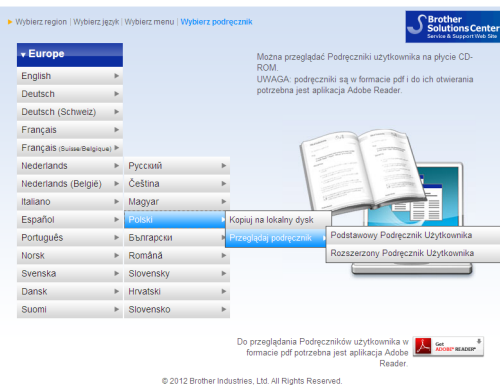 Wybierz region | Wybierz język | Wybierz menu | Wybierz podręcznik
Brother
Solutions Center
Service & Support Web Site
Europe
Można przeglądać Podręczniki użytkownika na płycie CD-
ROM.
UWAGA: podręczniki są w formacie pdf i do ich otwierania
potrzebna jest aplikacja Adobe Reader.
English
Deutsch
Deutsch (Schweiz)
Français
Français (Suisse/Belgique)
Nederlands
Nederlands (België)
Italiano
Español
Português
Norsk
Svenska
Dansk
Suomi
Русский
Čeština
Magyar
Polski
Български
Română
Slovensky
Hrvatski
Slovensko
Kopiuj na lokalny dysk
Przeglądaj podręcznik
Podstawowy Podręcznik Użytkownika
Rozszerzony Podręcznik Użytkownika
Do przeglądania Podręczników użytkownika w
formacie pdf potrzebna jest aplikacja Adobe
Reader.
Get
ADOBE® READER®
© 2012 Brother Industries, Ltd. All Rights Reserved.